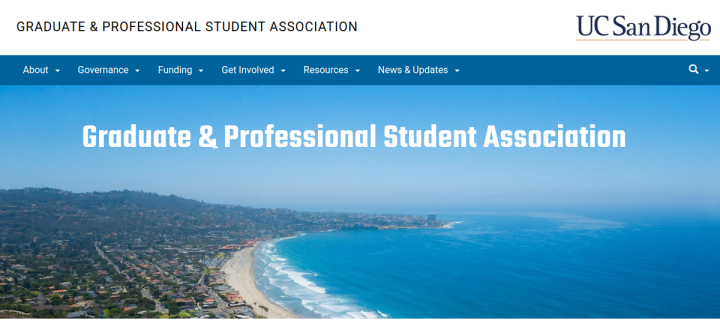 GRADUATE & PROFESSIONAL STUDENT ASSOCIATION
UC San Diego
About Governance Funding Get Involved Resources News & Updates
Graduate & Professional Student Association